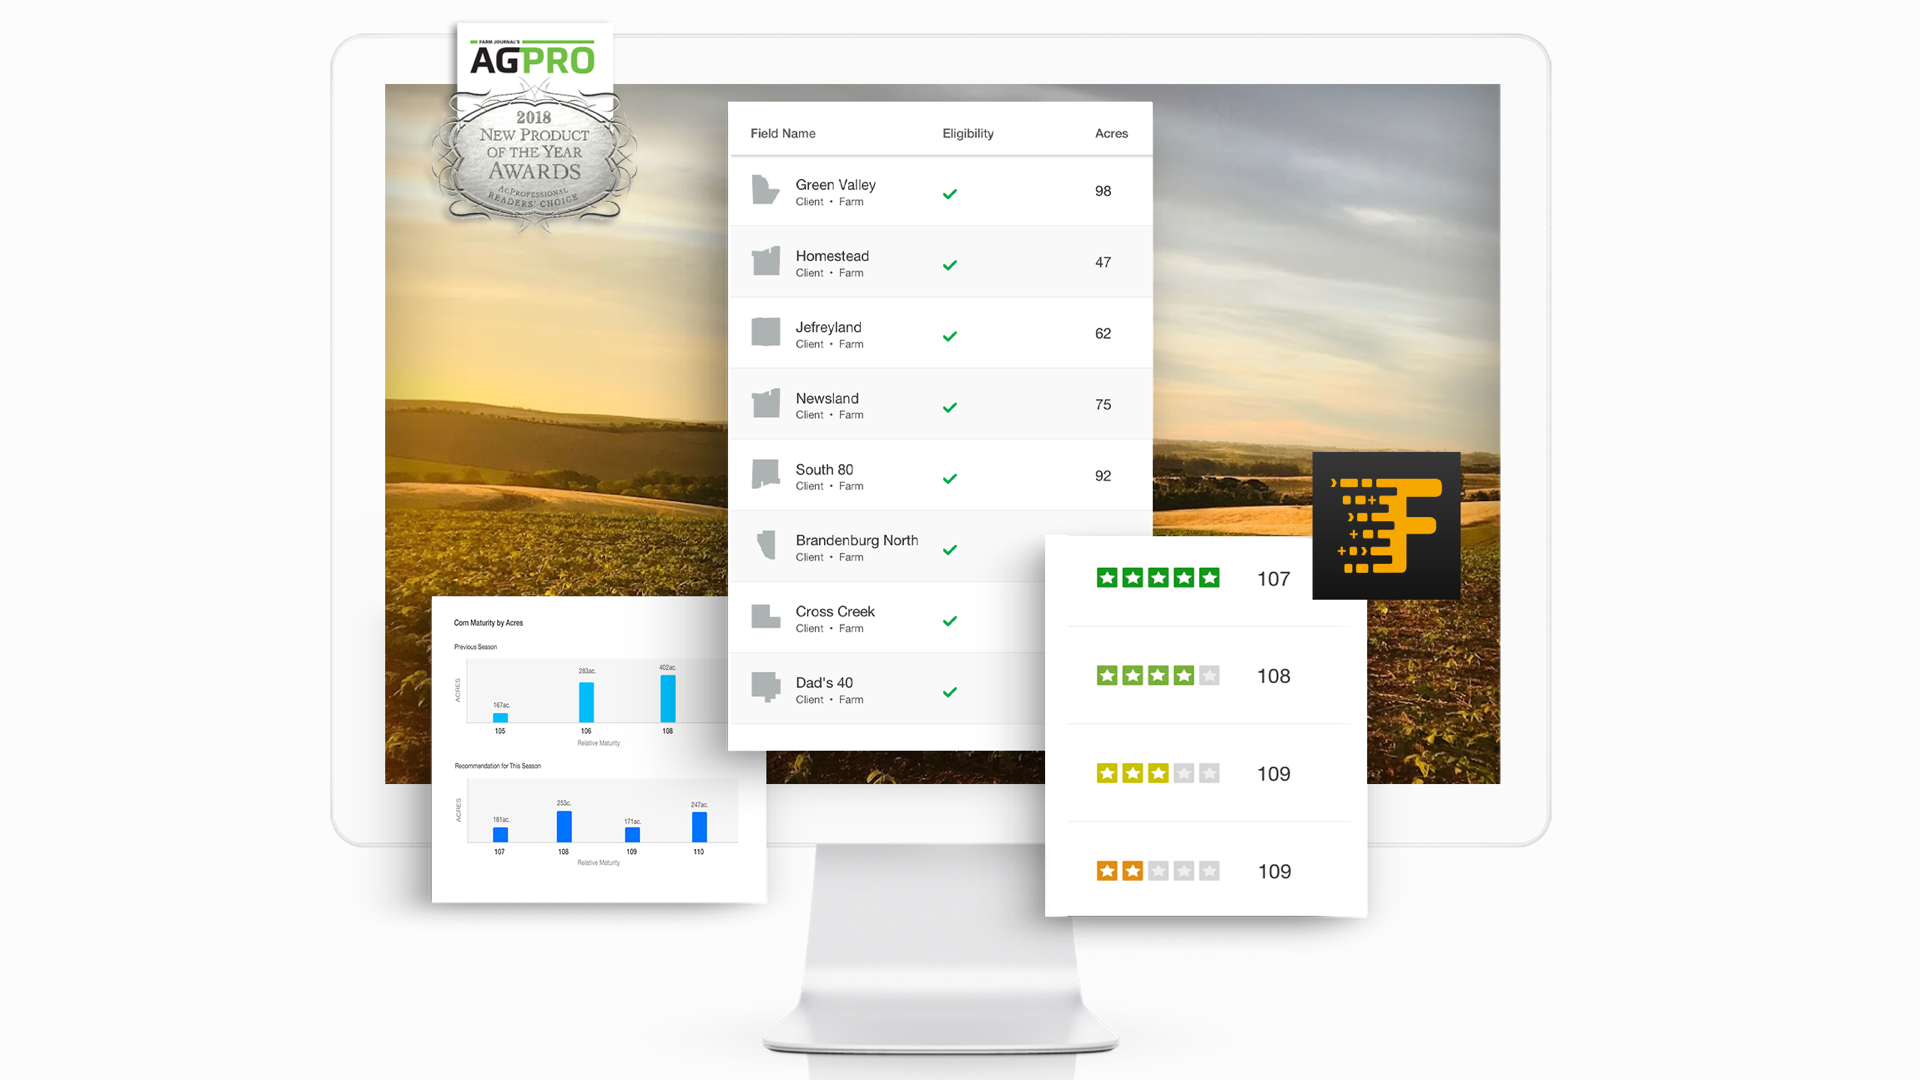 FARM JOURNAL'S
AGPRO
2018
NEW PRODUCT
OF THE YEAR
AWARDS
AGPROFESSIONAL
READERS' CHOICE
Field Name Eligibility Acres
Green Valley
Client • Farm
98
Homestead
Client • Farm
47
Jefreyland
Client • Farm
62
Newsland
Client • Farm
75
South 80
Client • Farm
92
Brandenburg North
Client • Farm
Cross Creek
Client • Farm
Dad's 40
Client • Farm
107
108
109
109
Corn Maturity by Acres
Previous Season
ACRES
167ac. 283ac. 402ac.
105 106 108
Relative Maturity
Recommendation for This Season
ACRES
181ac. 253c. 171ac. 247ac.
107 108 109 110
Relative Maturity